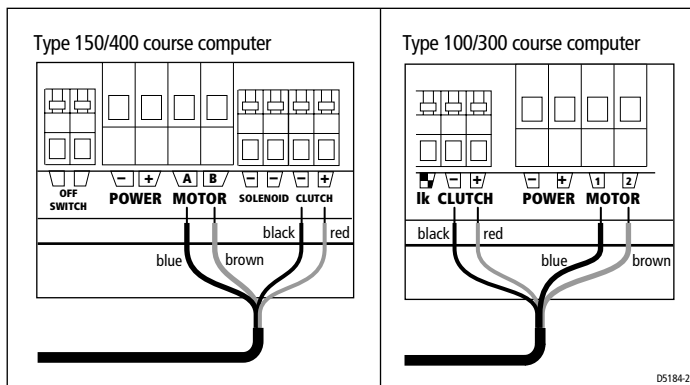 Type 150/400 course computer
A B
OFF SWITCH POWER MOTOR SOLENOID CLUTCH
black red
blue brown
Type 100/300 course computer
1 2
lk CLUTCH POWER MOTOR
black red
blue brown
D5184-2